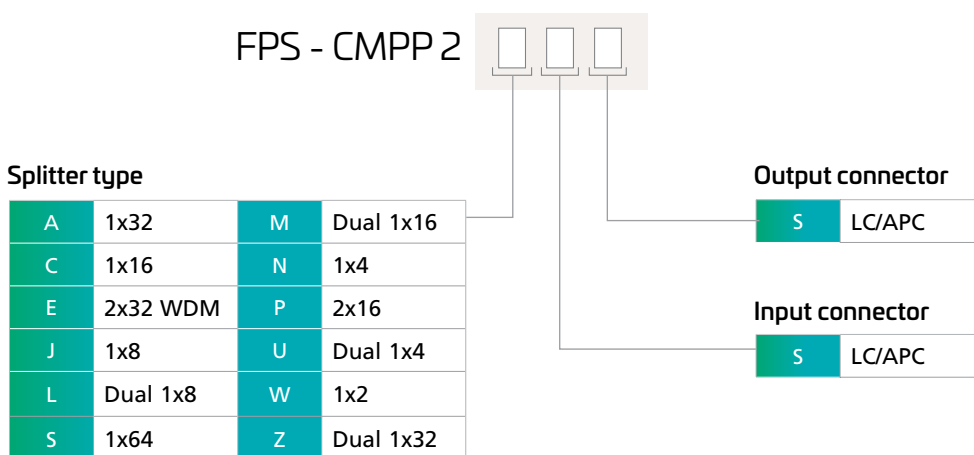 FPS - CMPP 2
Splitter type
A 1x32 M Dual 1x16
C 1x16 N 1x4
E 2x32 WDM P 2x16
J 1x8 U Dual 1x4
L Dual 1x8 W 1x2
S 1x64 Z Dual 1x32
Output connector
S LC/APC
Input connector
S LC/APC